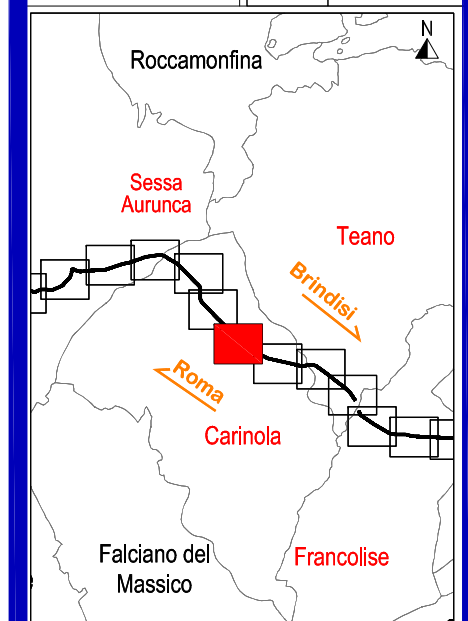 N
Roccamonfina
Sessa
Aurunca
Teano
Brindisi
Roma
Carinola
Falciano del
Massico
Francolise